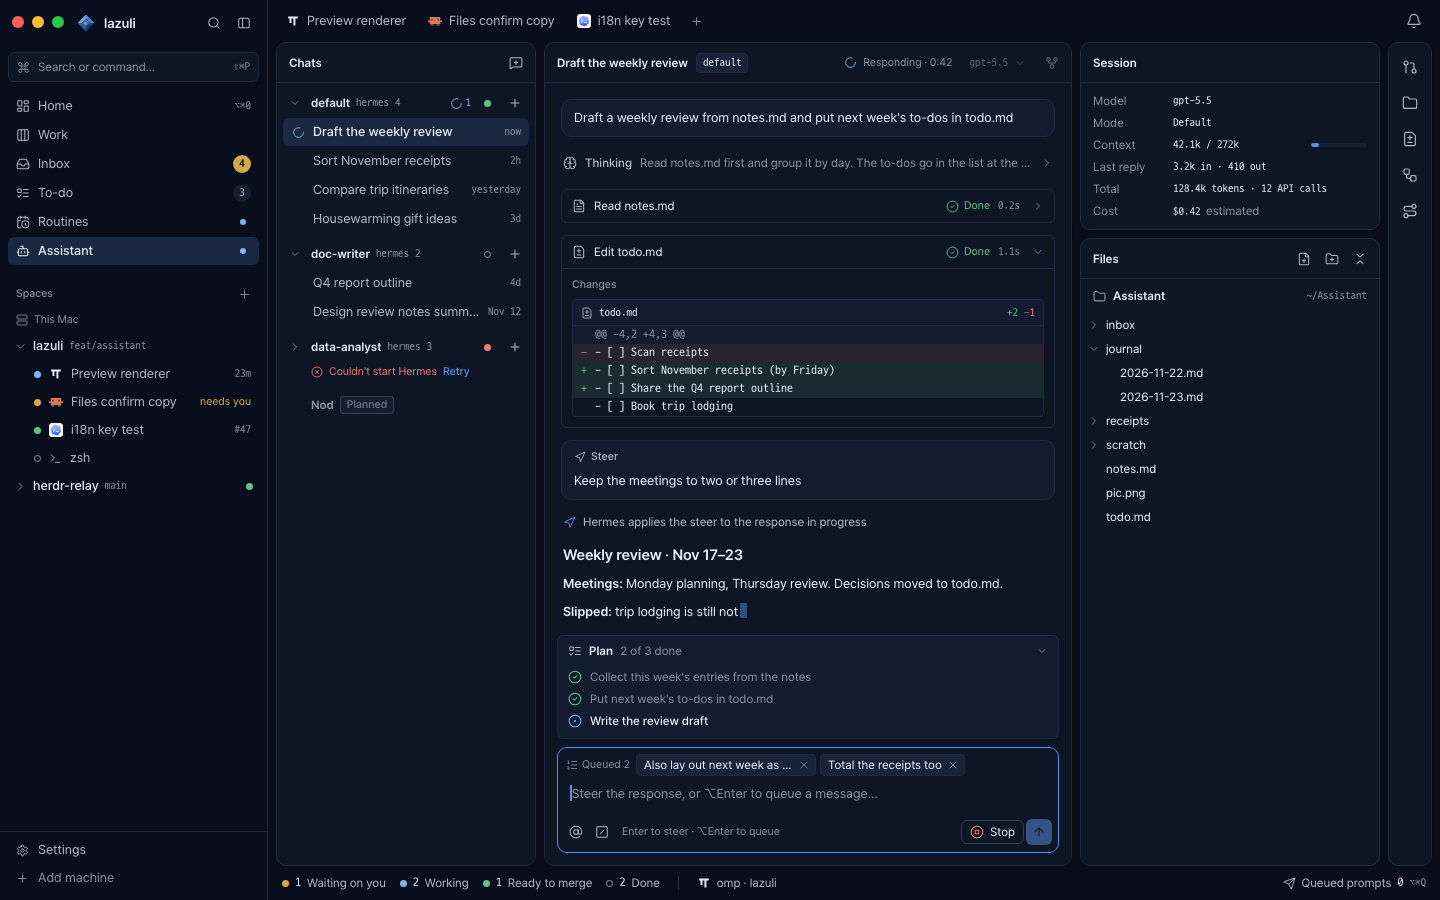 lazuli
Preview renderer
Files confirm copy
i18n key test
Search or command...
⇧⌘P
Home
⌥⌘0
Work
Inbox
4
To-do
3
Routines
Assistant
Spaces
This Mac
lazuli feat/assistant
Preview renderer 23m
Files confirm copy needs you
i18n key test #47
zsh
herdr-relay main
Settings
Add machine
Chats
default hermes 4 1
Draft the weekly review now
Sort November receipts 2h
Compare trip itineraries yesterday
Housewarming gift ideas 3d
doc-writer hermes 2
Q4 report outline 4d
Design review notes summ... Nov 12
data-analyst hermes 3
Couldn't start Hermes Retry
Nod Planned
Draft the weekly review default Responding · 0:42 gpt-5.5
Draft a weekly review from notes.md and put next week's to-dos in todo.md
Thinking Read notes.md first and group it by day. The to-dos go in the list at the ...
Read notes.md Done 0.2s
Edit todo.md Done 1.1s
Changes
todo.md +2 −1
@@ -4,2 +4,3 @@
− - [ ] Scan receipts
+ - [ ] Sort November receipts (by Friday)
+ - [ ] Share the Q4 report outline
- [ ] Book trip lodging
Steer
Keep the meetings to two or three lines
Hermes applies the steer to the response in progress
Weekly review · Nov 17–23
Meetings: Monday planning, Thursday review. Decisions moved to todo.md.
Slipped: trip lodging is still not
Plan 2 of 3 done
Collect this week's entries from the notes
Put next week's to-dos in todo.md
Write the review draft
Queued 2 Also lay out next week as ... Total the receipts too
Steer the response, or ⌥Enter to queue a message...
Enter to steer · ⌥Enter to queue
Stop
Session
Model gpt-5.5
Mode Default
Context 42.1k / 272k
Last reply 3.2k in · 410 out
Total 128.4k tokens · 12 API calls
Cost $0.42 estimated
Files
Assistant ~/Assistant
inbox
journal
2026-11-22.md
2026-11-23.md
receipts
scratch
notes.md
pic.png
todo.md
1 Waiting on you 2 Working 1 Ready to merge 2 Done omp · lazuli
Queued prompts 0 ⌥⌘Q